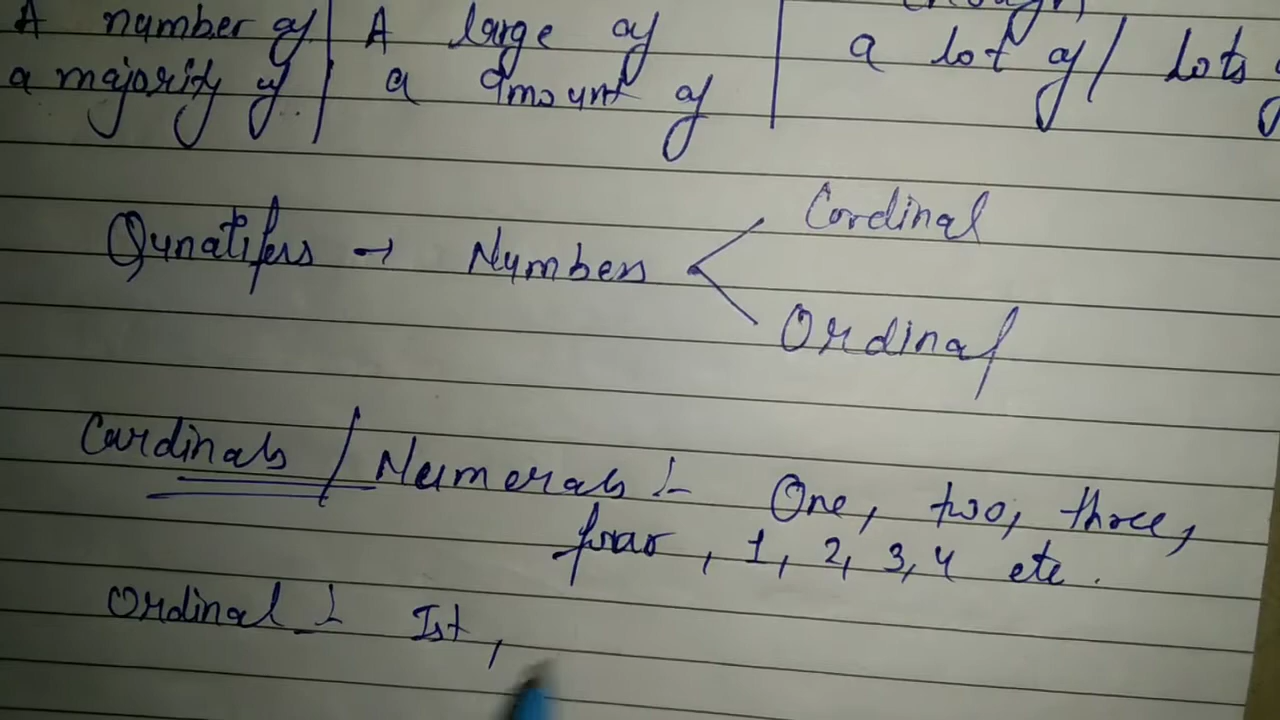 A number of | A large of | a lot of / Lots
a majority of | a amount of
Qunatifers → Numbers < Cordinal
Ordinal
Cardinals / Numerals :- One, two, three,
four, 1, 2, 3, 4 etc.
Ordinal :- Ist,